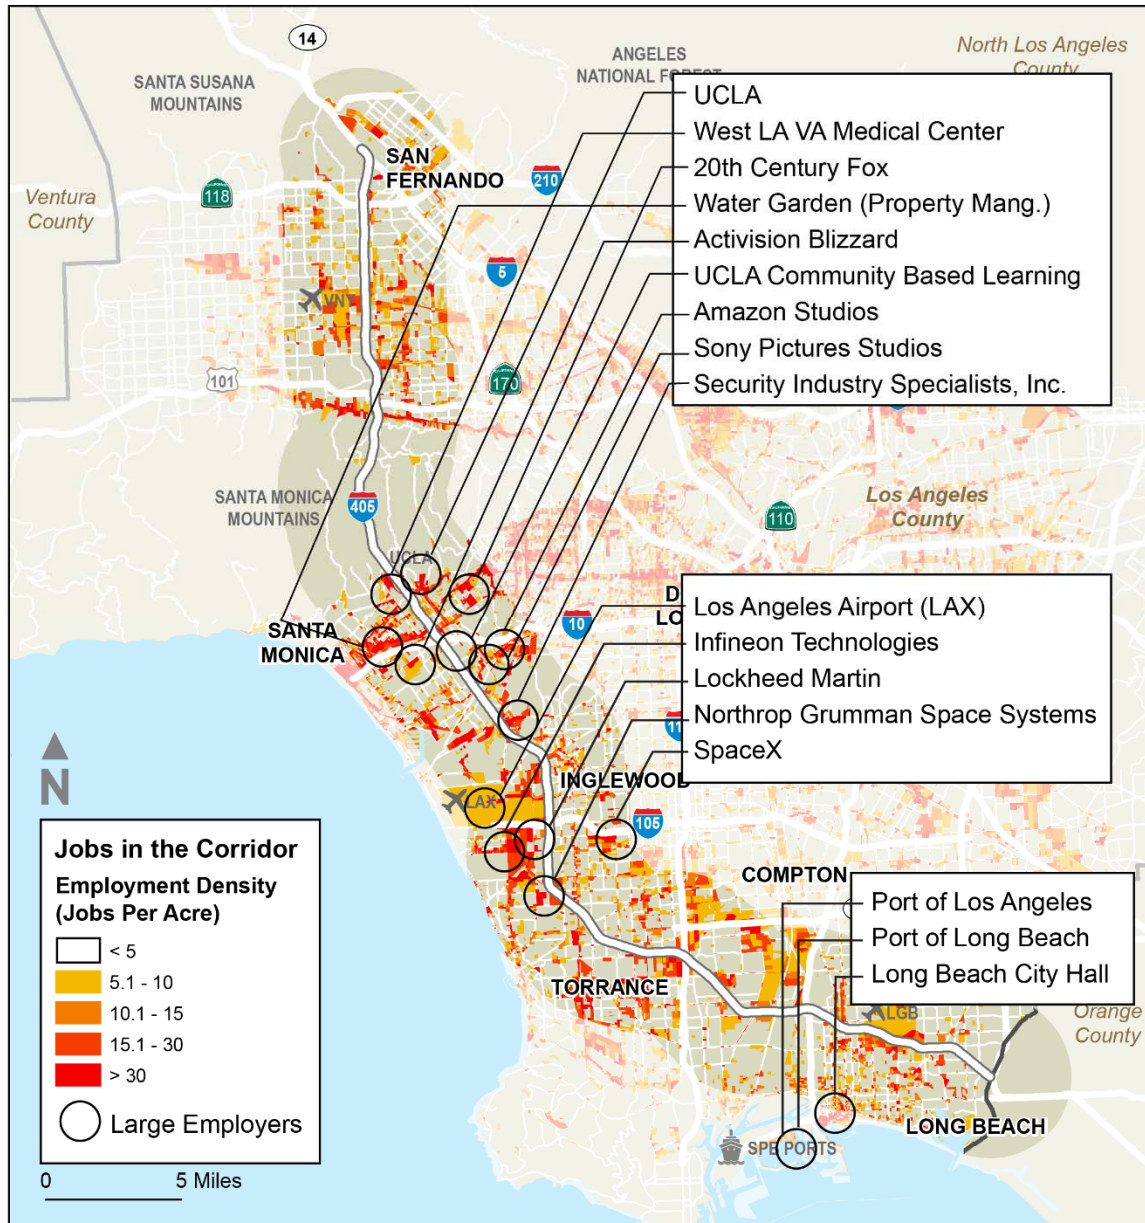 14
ANGELES
NATIONAL FOREST
North Los Angeles
County
SANTA SUSANA
MOUNTAINS
UCLA
West LA VA Medical Center
20th Century Fox
Water Garden (Property Mang.)
Activision Blizzard
UCLA Community Based Learning
Amazon Studios
Sony Pictures Studios
Security Industry Specialists, Inc.
SAN
FERNANDO
210
118
Ventura
County
5
VNY
101
170
SANTA MONICA
MOUNTAINS
405
Los Angeles
County
110
UCLA
SANTA
MONICA
10
Los Angeles Airport (LAX)
Infineon Technologies
Lockheed Martin
Northrop Grumman Space Systems
SpaceX
N
INGLEWOOD
LAX
105
Jobs in the Corridor
Employment Density
(Jobs Per Acre)
< 5
5.1 - 10
10.1 - 15
15.1 - 30
> 30
Large Employers
0 5 Miles
COMPTON
Port of Los Angeles
Port of Long Beach
Long Beach City Hall
TORRANCE
LGB
Orange
County
LONG BEACH
SPB PORTS